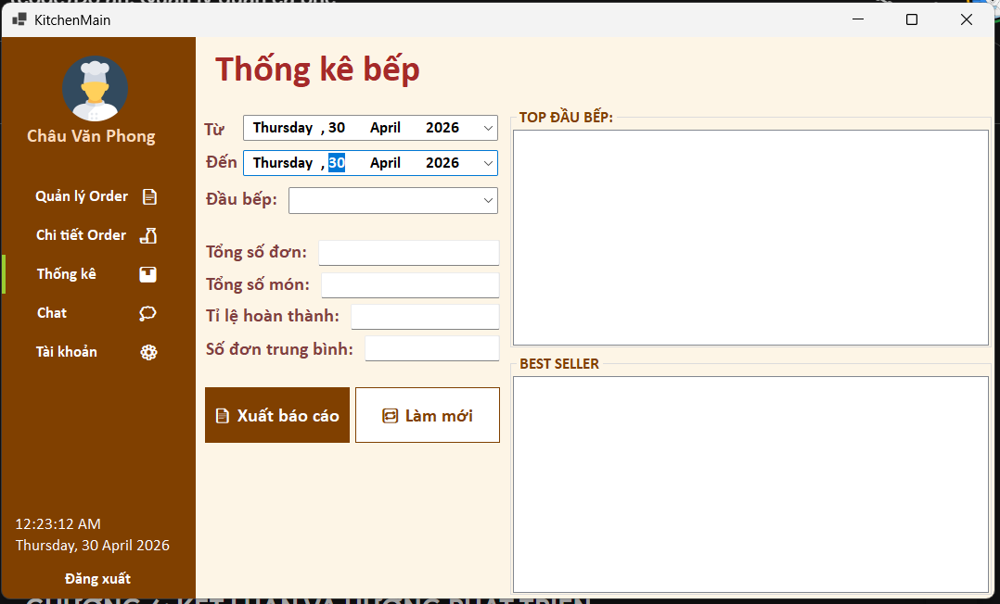 KitchenMain
Châu Văn Phong
Quản lý Order
Chi tiết Order
Thống kê
Chat
Tài khoản
12:23:12 AM
Thursday, 30 April 2026
Đăng xuất
Thống kê bếp
Từ Thursday , 30 April 2026
Đến Thursday , 30 April 2026
Đầu bếp:
Tổng số đơn:
Tổng số món:
Tỉ lệ hoàn thành:
Số đơn trung bình:
Xuất báo cáo
Làm mới
TOP ĐẦU BẾP:
BEST SELLER